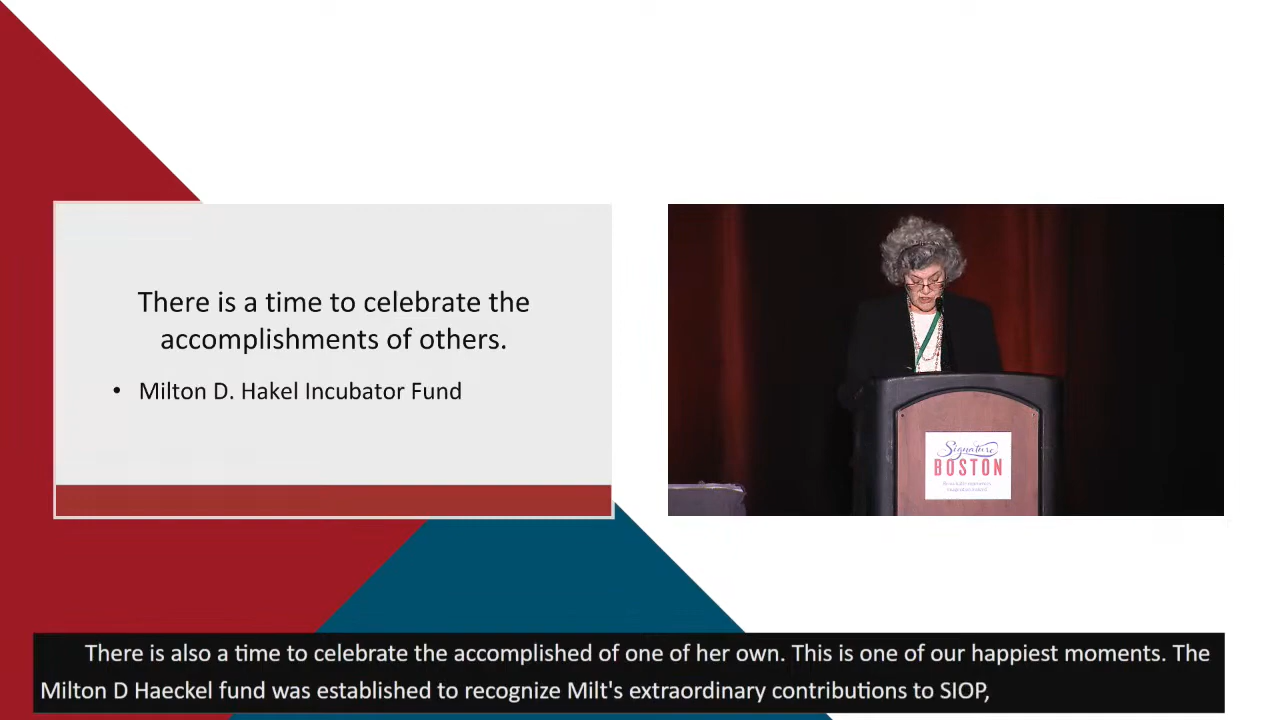 There is a time to celebrate the
accomplishments of others.
• Milton D. Hakel Incubator Fund
Signature
BOSTON
There is also a time to celebrate the accomplished of one of her own. This is one of our happiest moments. The
Milton D Haeckel fund was established to recognize Milt's extraordinary contributions to SIOP,